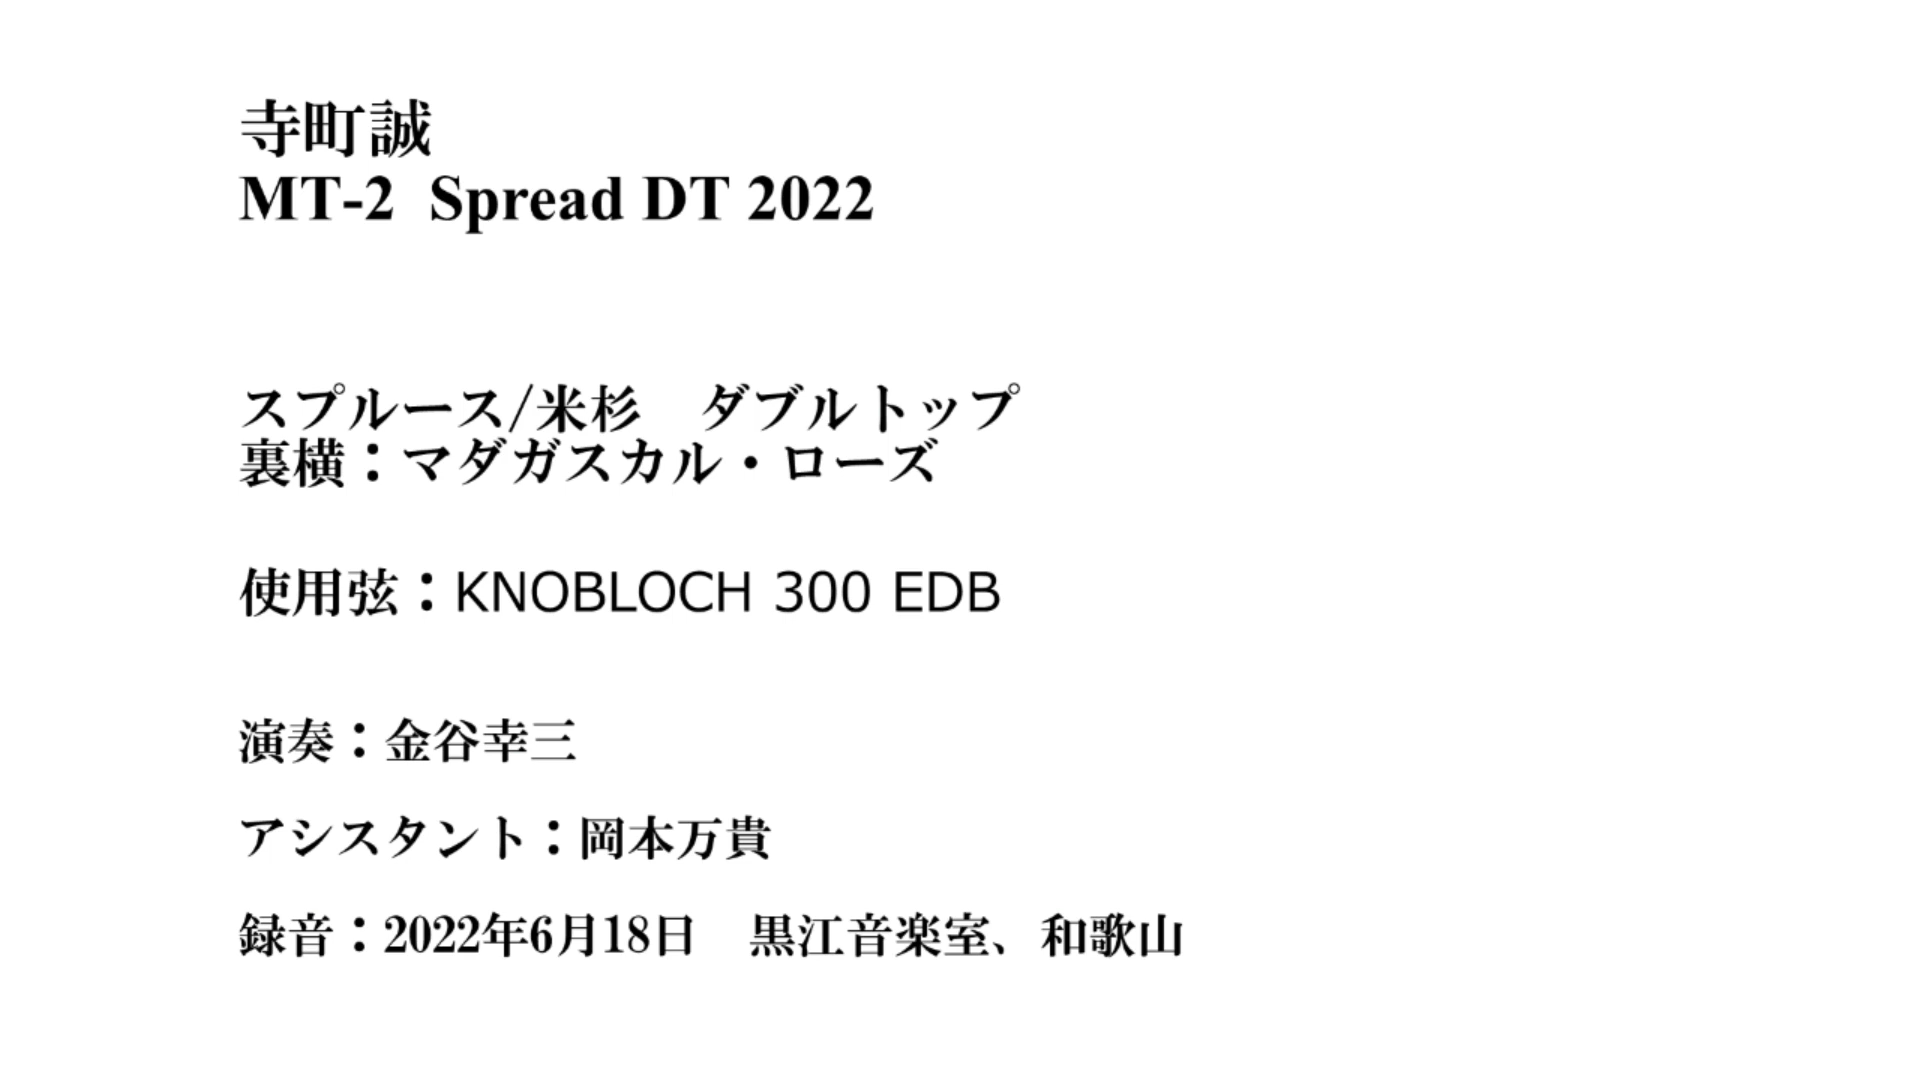 寺町誠
MT-2  Spread DT 2022
スプルース/米杉　ダブルトップ
裏横：マダガスカル・ローズ
使用弦：KNOBLOCH 300 EDB
演奏：金谷幸三
アシスタント：岡本万貴
録音：2022年6月18日　黒江音楽室、和歌山